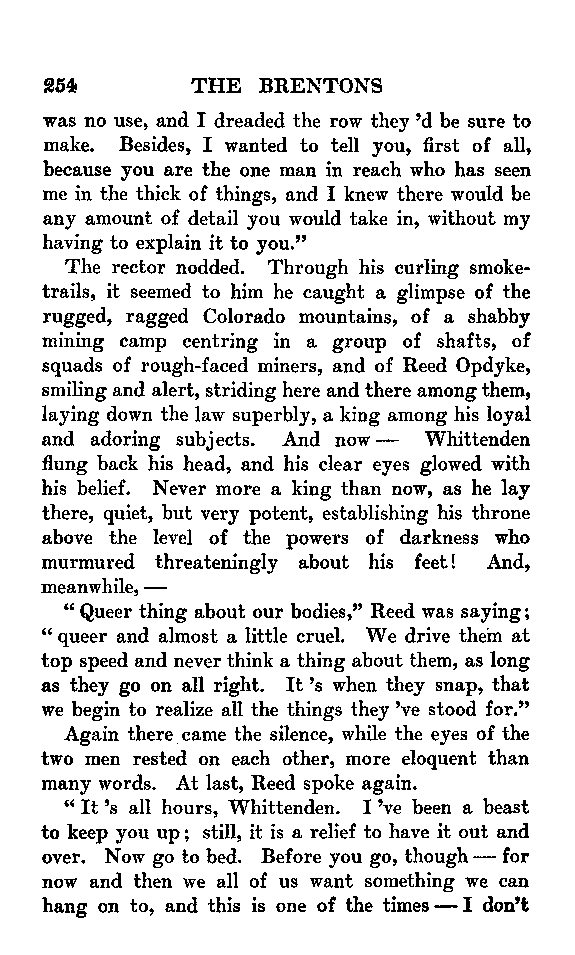 254 THE BRENTONS
was no use, and I dreaded the row they 'd be sure to
make. Besides, I wanted to tell you, first of all,
because you are the one man in reach who has seen
me in the thick of things, and I knew there would be
any amount of detail you would take in, without my
having to explain it to you."
The rector nodded. Through his curling smoke-
trails, it seemed to him he caught a glimpse of the
rugged, ragged Colorado mountains, of a shabby
mining camp centring in a group of shafts, of
squads of rough-faced miners, and of Reed Opdyke,
smiling and alert, striding here and there among them,
laying down the law superbly, a king among his loyal
and adoring subjects. And now — Whittenden
flung back his head, and his clear eyes glowed with
his belief. Never more a king than now, as he lay
there, quiet, but very potent, establishing his throne
above the level of the powers of darkness who
murmured threateningly about his feet! And,
meanwhile, —
" Queer thing about our bodies," Reed was saying;
" queer and almost a little cruel. We drive them at
top speed and never think a thing about them, as long
as they go on all right. It 's when they snap, that
we begin to realize all the things they 've stood for."
Again there came the silence, while the eyes of the
two men rested on each other, more eloquent than
many words. At last, Reed spoke again.
" It 's all hours, Whittenden. I 've been a beast
to keep you up; still, it is a relief to have it out and
over. Now go to bed. Before you go, though — for
now and then we all of us want something we can
hang on to, and this is one of the times — I don't